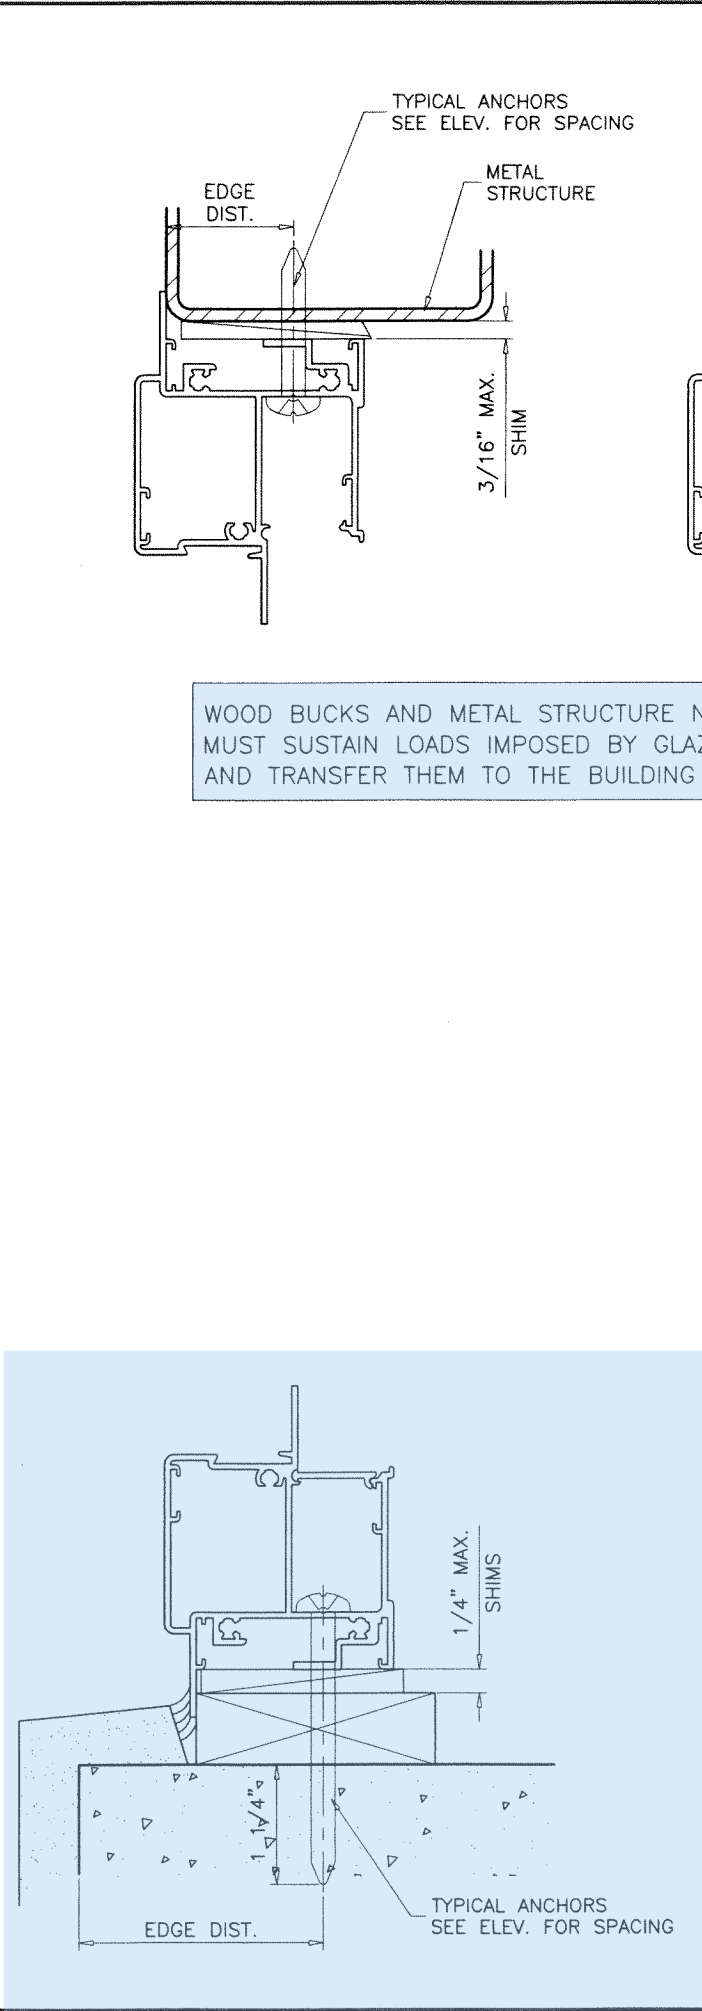 TYPICAL ANCHORS
SEE ELEV. FOR SPACING
METAL
STRUCTURE
EDGE
DIST.
3/16" MAX.
SHIM
WOOD BUCKS AND METAL STRUCTURE N
MUST SUSTAIN LOADS IMPOSED BY GLAZ
AND TRANSFER THEM TO THE BUILDING
1/4" MAX.
SHIMS
1 1/4"
TYPICAL ANCHORS
SEE ELEV. FOR SPACING
EDGE DIST.